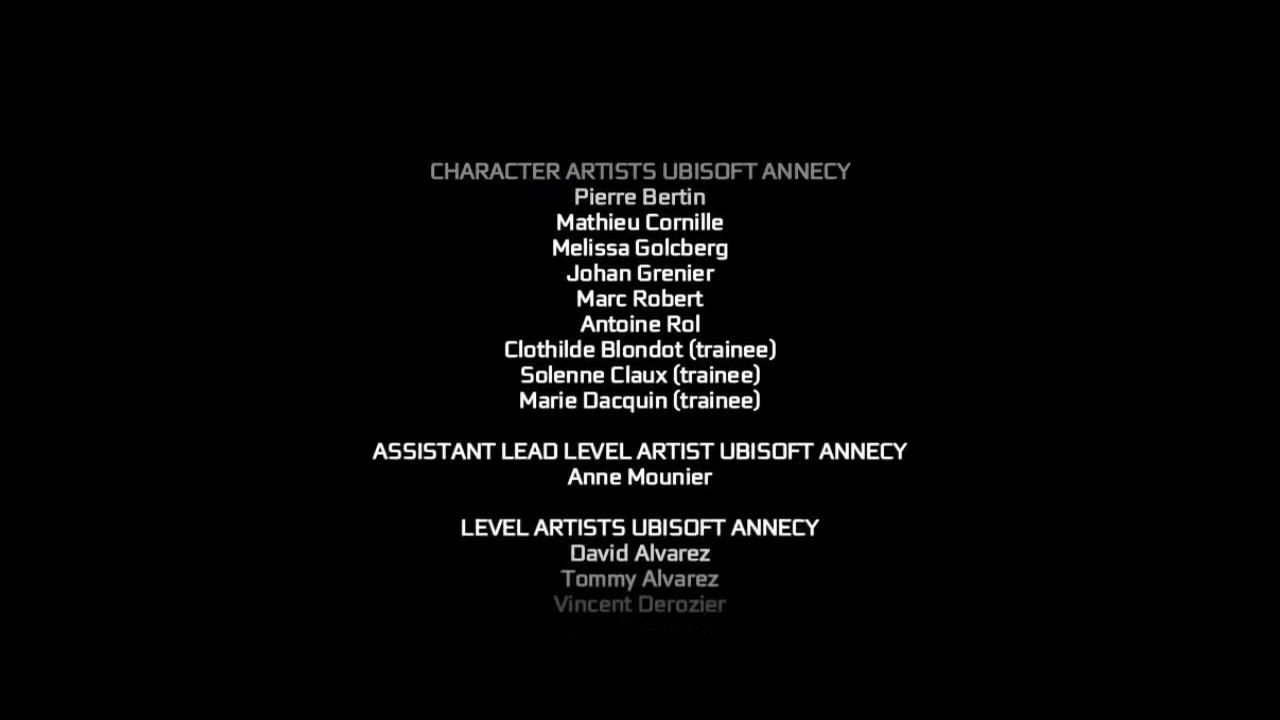 CHARACTER ARTISTS UBISOFT ANNECY
Pierre Bertin
Mathieu Cornille
Melissa Golcberg
Johan Grenier
Marc Robert
Antoine Rol
Clothilde Blondot (trainee)
Solenne Claux (trainee)
Marie Dacquin (trainee)
ASSISTANT LEAD LEVEL ARTIST UBISOFT ANNECY
Anne Mounier
LEVEL ARTISTS UBISOFT ANNECY
David Alvarez
Tommy Alvarez
Vincent Derozier